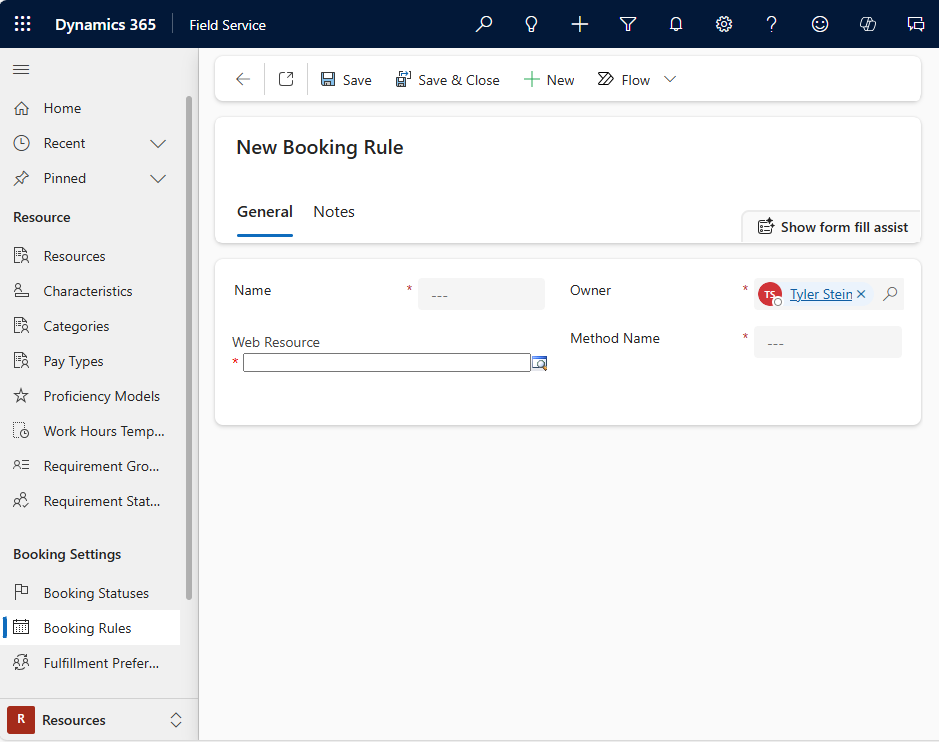 Dynamics 365
Field Service
Home
Recent
Pinned
Resource
Resources
Characteristics
Categories
Pay Types
Proficiency Models
Work Hours Temp...
Requirement Gro...
Requirement Stat...
Booking Settings
Booking Statuses
Booking Rules
Fulfillment Prefer...
R Resources
Save
Save & Close
New
Flow
New Booking Rule
General
Notes
Show form fill assist
Name * ---
Web Resource
*
Owner * TS Tyler Stein
Method Name * ---